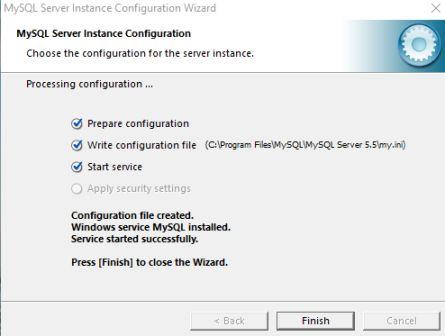 MySQL Server Instance Configuration Wizard
MySQL Server Instance Configuration
Choose the configuration for the server instance.
Processing configuration ...
Prepare configuration
Write configuration file (C:\Program Files\MySQL\MySQL Server 5.5\my.ini)
Start service
Apply security settings
Configuration file created.
Windows service MySQL installed.
Service started successfully.
Press [Finish] to close the Wizard.
< Back Finish Cancel